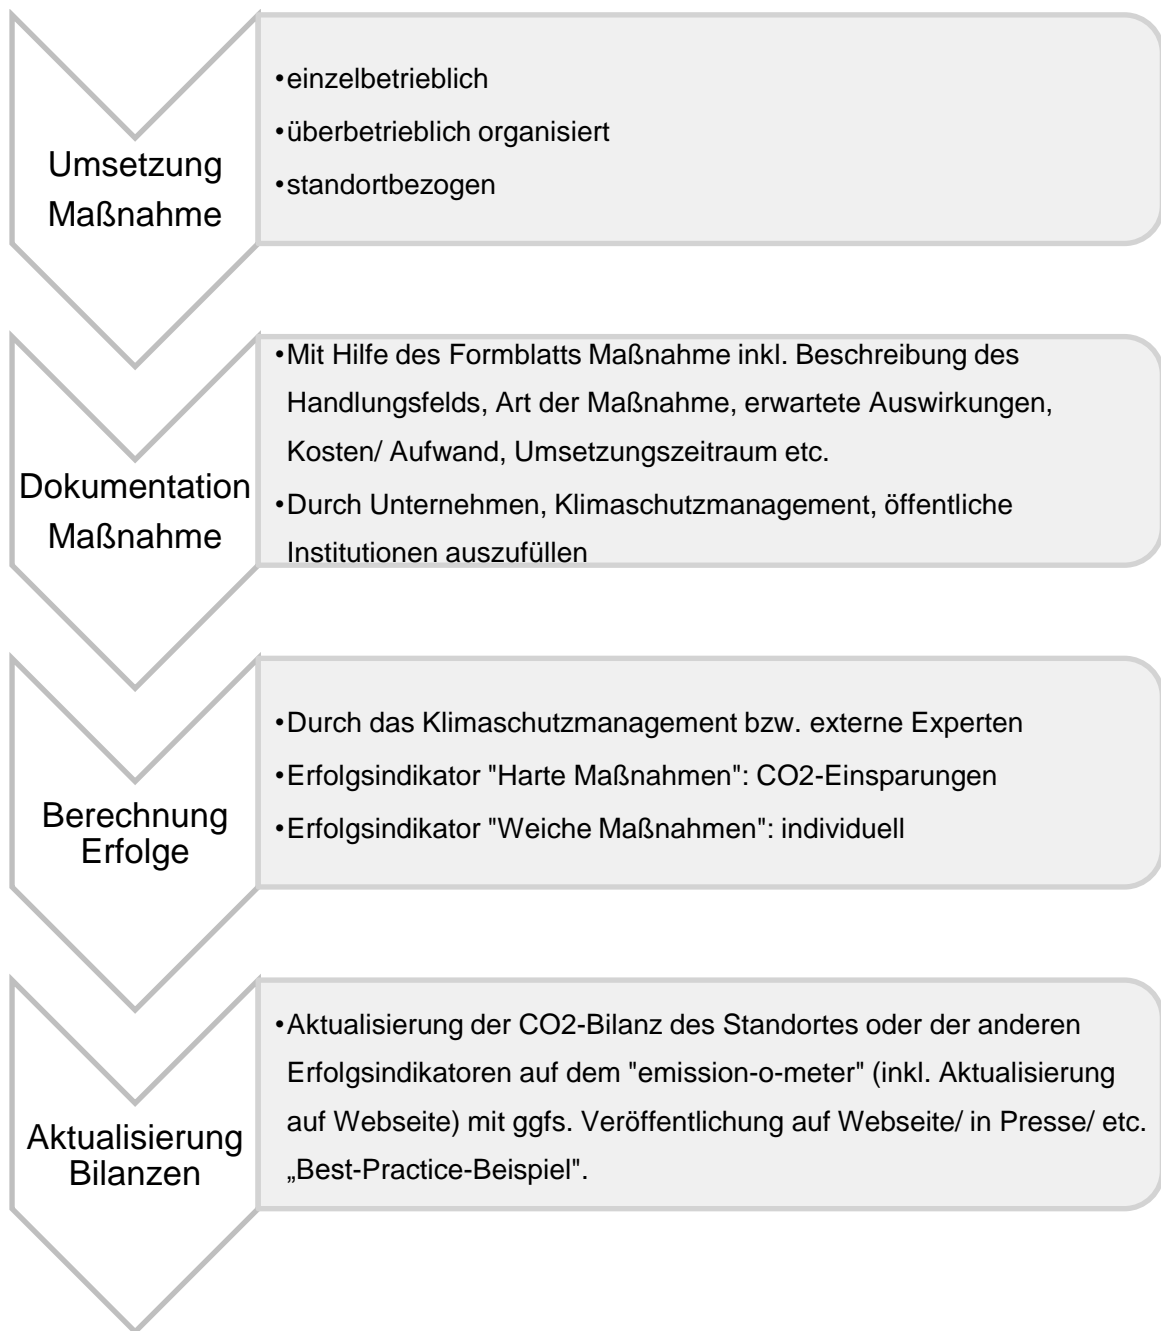 Umsetzung
Maßnahme
•einzelbetrieblich
•überbetrieblich organisiert
•standortbezogen
Dokumentation
Maßnahme
•Mit Hilfe des Formblatts Maßnahme inkl. Beschreibung des
Handlungsfelds, Art der Maßnahme, erwartete Auswirkungen,
Kosten/ Aufwand, Umsetzungszeitraum etc.
•Durch Unternehmen, Klimaschutzmanagement, öffentliche
Institutionen auszufüllen
Berechnung
Erfolge
•Durch das Klimaschutzmanagement bzw. externe Experten
•Erfolgsindikator "Harte Maßnahmen": CO2-Einsparungen
•Erfolgsindikator "Weiche Maßnahmen": individuell
Aktualisierung
Bilanzen
•Aktualisierung der CO2-Bilanz des Standortes oder der anderen
Erfolgsindikatoren auf dem "emission-o-meter" (inkl. Aktualisierung
auf Webseite) mit ggfs. Veröffentlichung auf Webseite/ in Presse/ etc.
„Best-Practice-Beispiel".